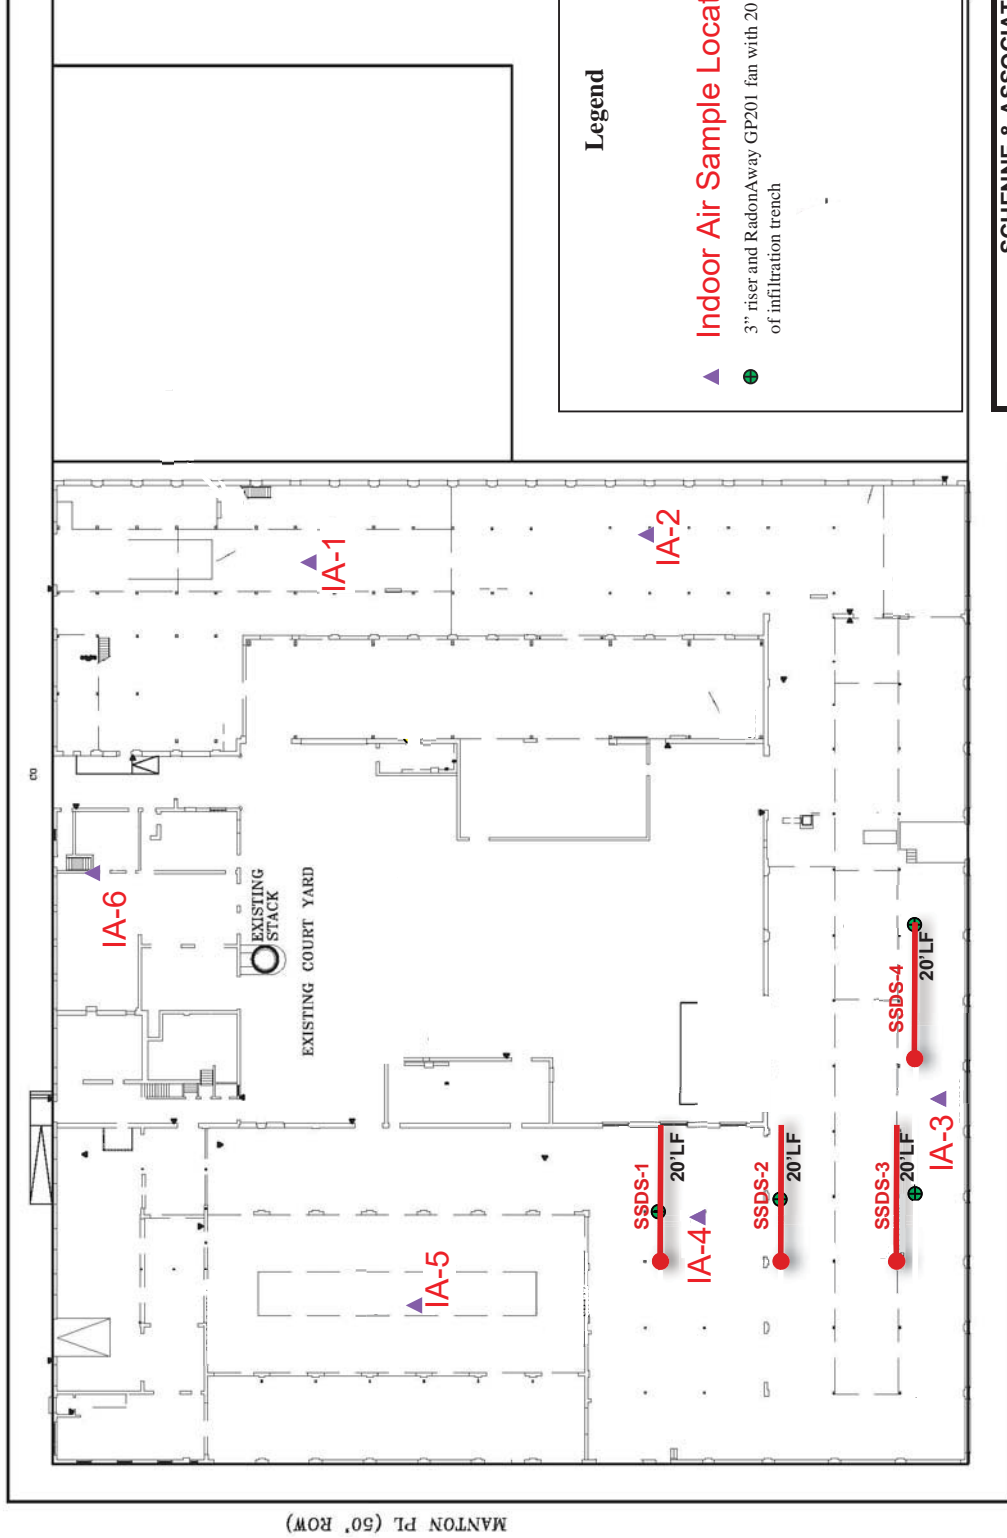 Legend
Indoor Air Sample Locat
3” riser and RadonAway GP201 fan with 20
of infiltration trench
IA-1
IA-2
IA-6
EXISTING
STACK
EXISTING COURT YARD
IA-5
SSDS-1
20'LF
IA-4
SSDS-2
20'LF
SSDS-3
20'LF
SSDS-4
20'LF
IA-3
MANTON PL (50' ROW)